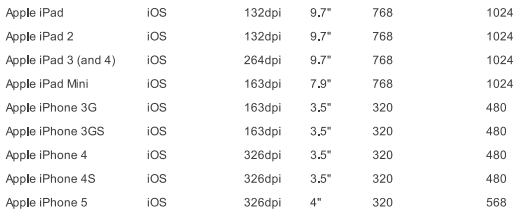 Apple iPad iOS 132dpi 9.7" 768 1024
Apple iPad 2 iOS 132dpi 9.7" 768 1024
Apple iPad 3 (and 4) iOS 264dpi 9.7" 768 1024
Apple iPad Mini iOS 163dpi 7.9" 768 1024
Apple iPhone 3G iOS 163dpi 3.5" 320 480
Apple iPhone 3GS iOS 163dpi 3.5" 320 480
Apple iPhone 4 iOS 326dpi 3.5" 320 480
Apple iPhone 4S iOS 326dpi 3.5" 320 480
Apple iPhone 5 iOS 326dpi 4" 320 568